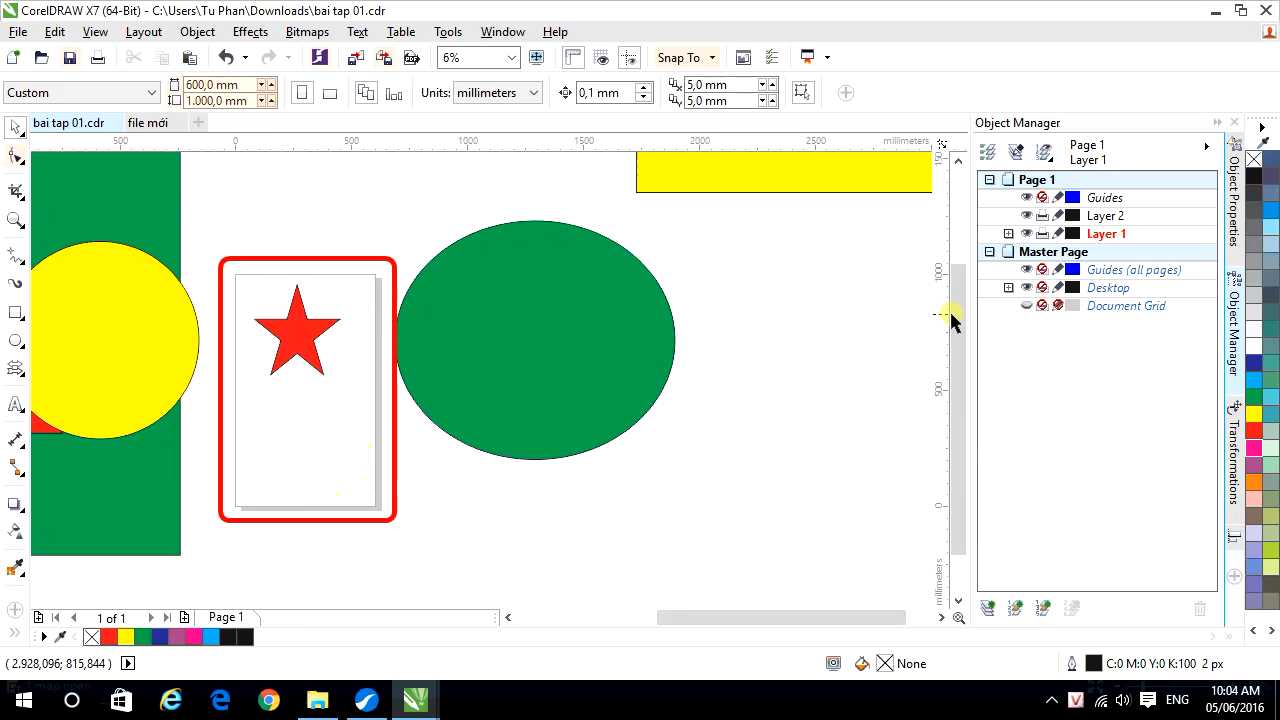 CorelDRAW X7 (64-Bit) - C:\Users\Tu Phan\Downloads\bai tap 01.cdr
File Edit View Layout Object Effects Bitmaps Text Table Tools Window Help
6% Snap To
Custom 600,0 mm 1.000,0 mm Units: millimeters 0,1 mm 5,0 mm 5,0 mm
bai tap 01.cdr file mới
Object Manager
500 0 500 1000 1500 2000 2500 millimeters
Page 1
Layer 1
Page 1
Guides
Layer 2
Layer 1
Master Page
Guides (all pages)
Desktop
Document Grid
1000
500
0
millimeters
Object Properties
Object Manager
Transformations
1 of 1 Page 1
( 2.928,096; 815,844 ) None C:0 M:0 Y:0 K:100 2 px
ENG
10:04 AM
05/06/2016